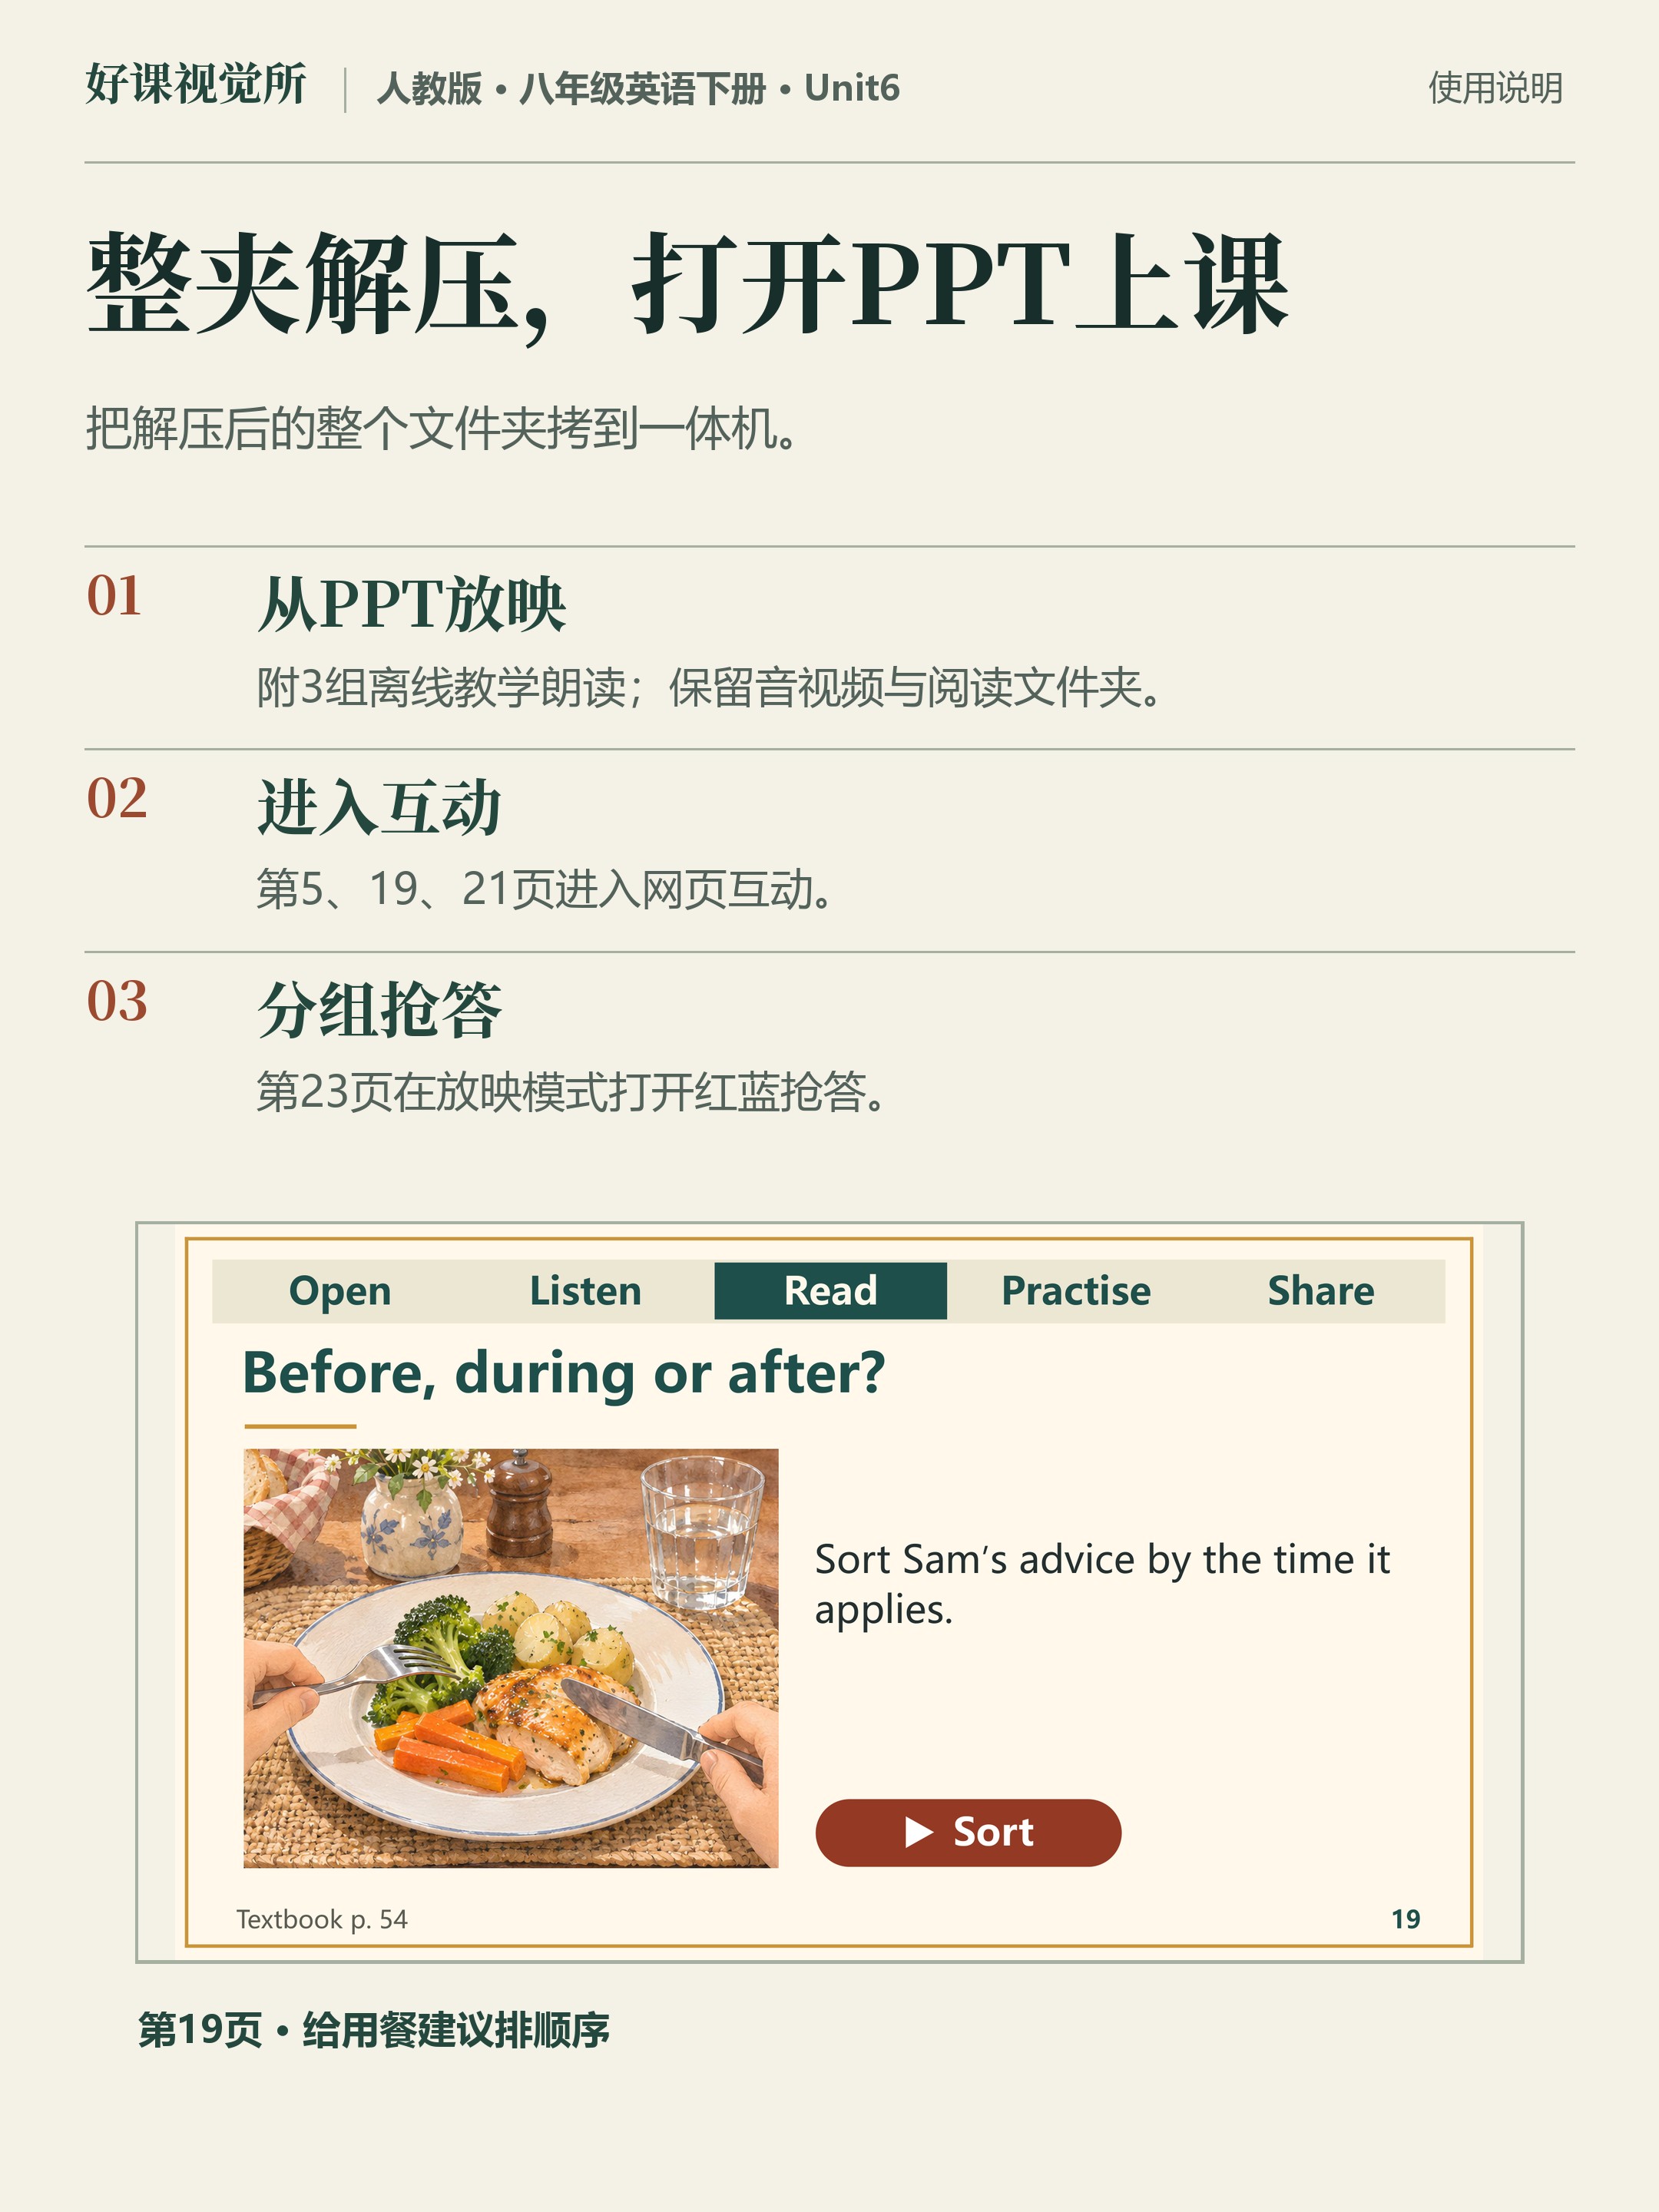 好课视觉所
人教版·八年级英语下册·Unit6
使用说明
整夹解压，打开PPT上课
把解压后的整个文件夹拷到一体机。
01
从PPT放映
附3组离线教学朗读；保留音视频与阅读文件夹。
02
进入互动
第5、19、21页进入网页互动。
03
分组抢答
第23页在放映模式打开红蓝抢答。
Open Listen Read Practise Share
Before, during or after?
Sort Sam's advice by the time it
applies.
▶ Sort
Textbook p. 54
19
第19页·给用餐建议排顺序